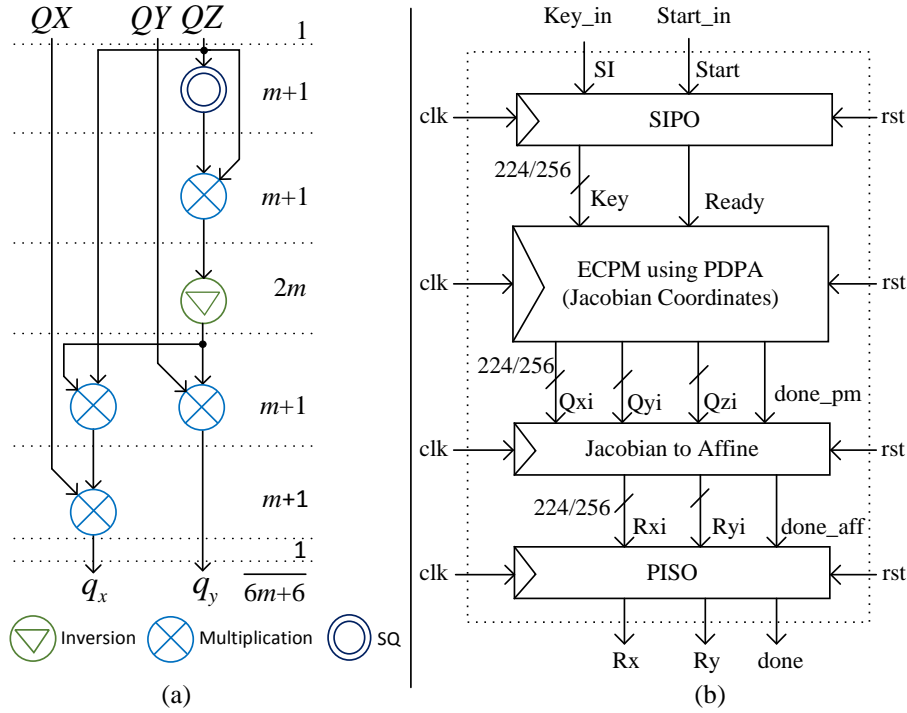 QX QY QZ
1
m+1
m+1
2m
m+1
m+1
1
q_x q_y 6m+6
Inversion Multiplication SQ
(a)
Key_in Start_in
SI Start
clk SIPO rst
224/256
Key Ready
clk ECPM using PDPA rst
(Jacobian Coordinates)
224/256
Qxi Qyi Qzi done_pm
clk Jacobian to Affine rst
224/256
Rxi Ryi done_aff
clk PISO rst
Rx Ry done
(b)